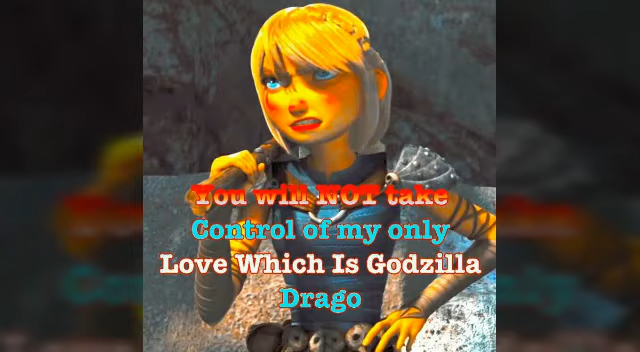 You will NOT take
Control of my only
Love Which Is Godzilla
Drago